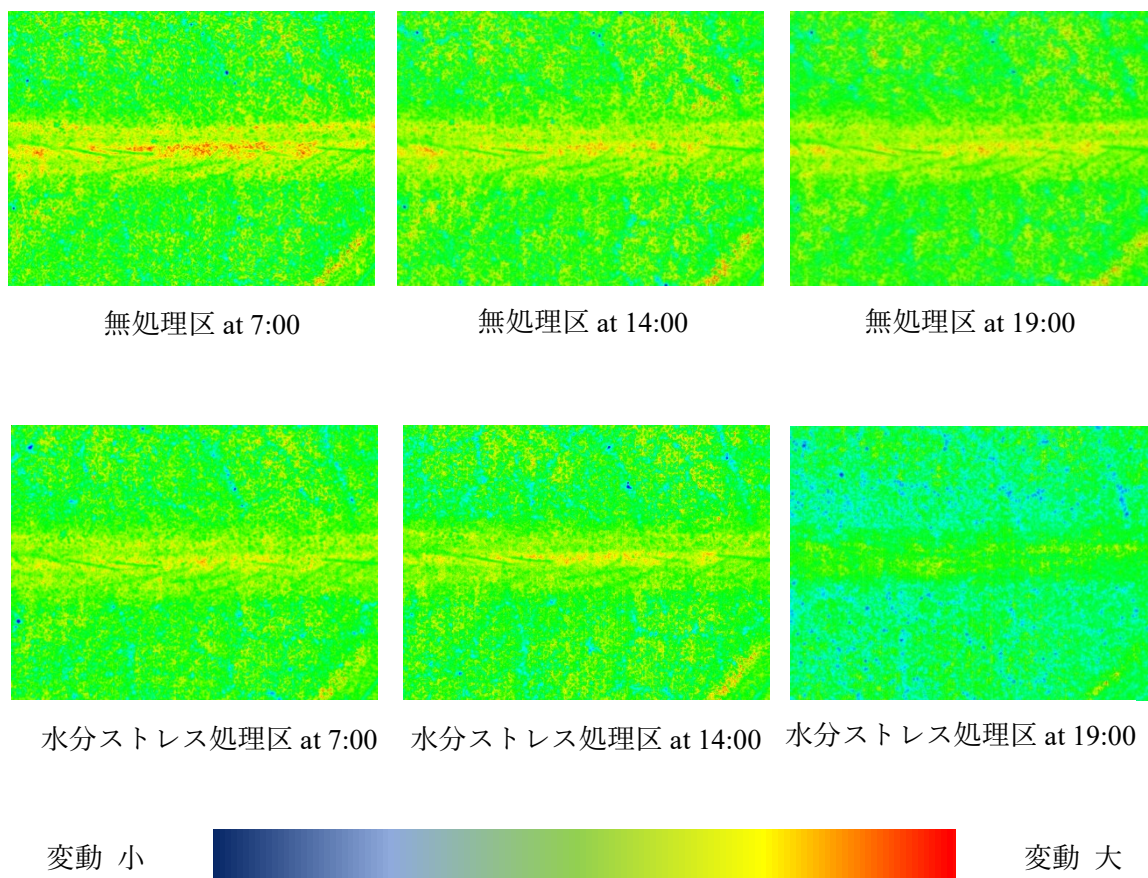 無処理区 at 7:00
無処理区 at 14:00
無処理区 at 19:00
水分ストレス処理区 at 7:00
水分ストレス処理区 at 14:00
水分ストレス処理区 at 19:00
変動 小
変動 大